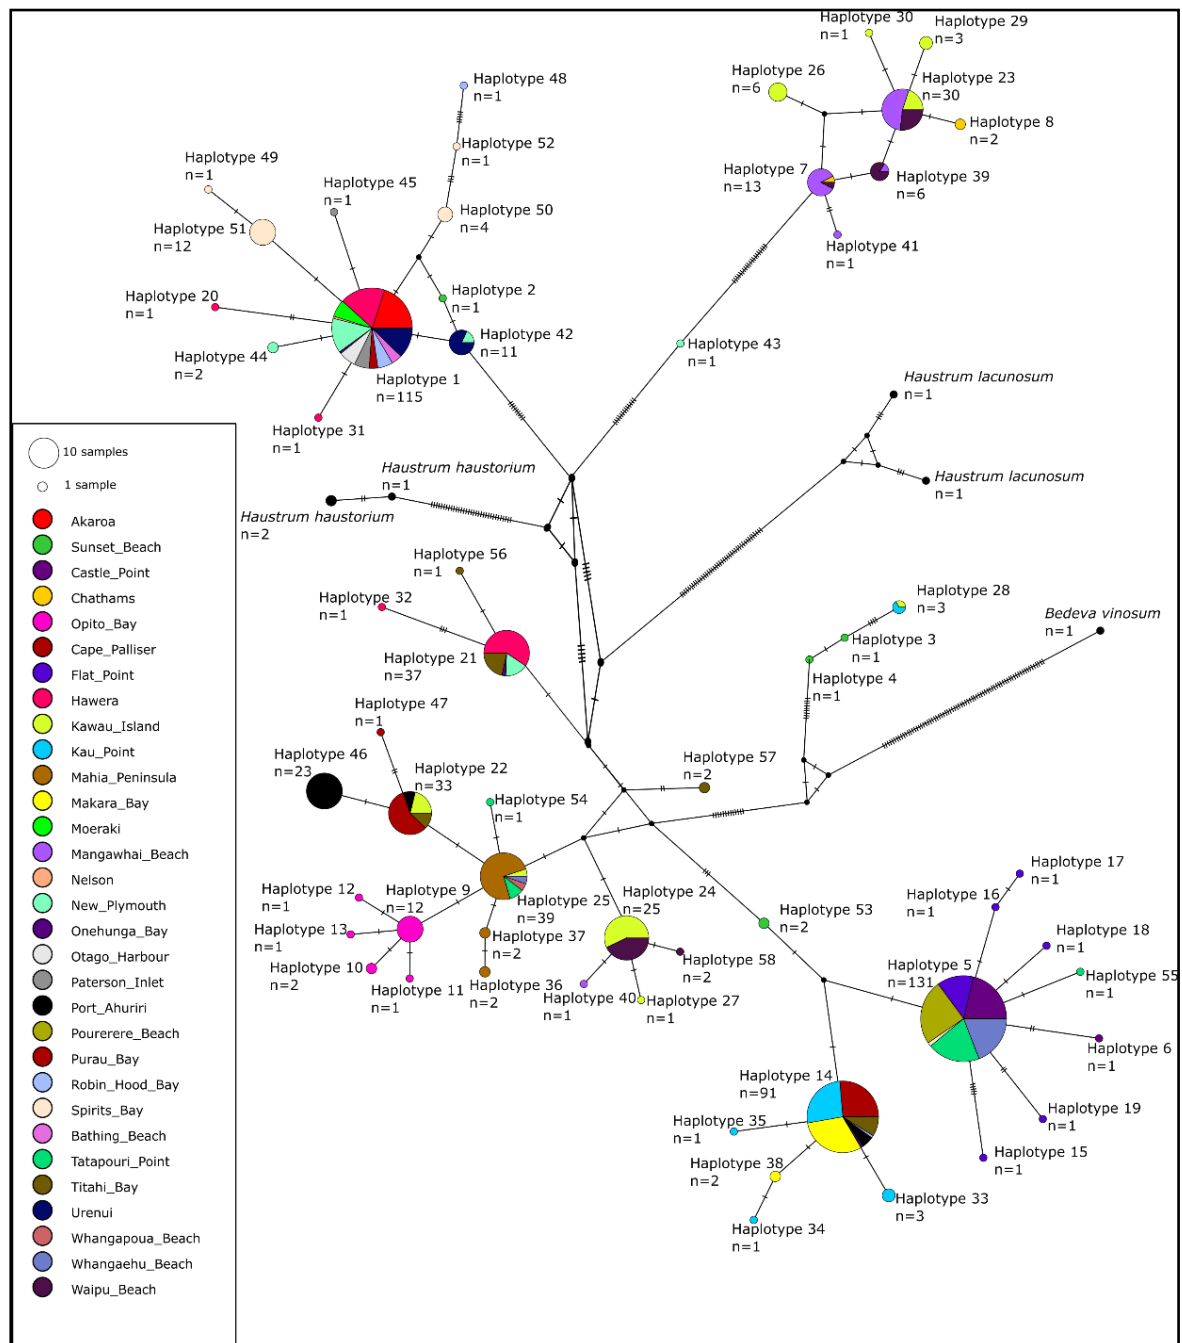 Haplotype 30
n=1
Haplotype 29
n=3
Haplotype 26
n=6
Haplotype 23
n=30
Haplotype 8
n=2
Haplotype 7
n=13
Haplotype 39
n=6
Haplotype 41
n=1
Haplotype 48
n=1
Haplotype 52
n=1
Haplotype 49
n=1
Haplotype 45
n=1
Haplotype 50
n=4
Haplotype 51
n=12
Haplotype 2
n=1
Haplotype 20
n=1
Haplotype 42
n=11
Haplotype 44
n=2
Haplotype 1
n=115
Haplotype 31
n=1
Haplotype 43
n=1
Haustrum lacunosum
n=1
Haustrum lacunosum
n=1
Haustrum haustorium
n=1
Haustrum haustorium
n=2
Haplotype 56
n=1
Haplotype 32
n=1
Haplotype 21
n=37
Haplotype 28
n=3
Haplotype 3
n=1
Haplotype 4
n=1
Bedeva vinosum
n=1
Haplotype 47
n=1
Haplotype 46
n=23
Haplotype 22
n=33
Haplotype 57
n=2
Haplotype 54
n=1
Haplotype 12
n=1
Haplotype 9
n=12
Haplotype 25
n=39
Haplotype 24
n=25
Haplotype 13
n=1
Haplotype 10
n=2
Haplotype 11
n=1
Haplotype 37
n=2
Haplotype 36
n=2
Haplotype 58
n=2
Haplotype 40
n=1
Haplotype 27
n=1
Haplotype 53
n=2
Haplotype 17
n=1
Haplotype 16
n=1
Haplotype 18
n=1
Haplotype 5
n=131
Haplotype 55
n=1
Haplotype 6
n=1
Haplotype 19
n=1
Haplotype 15
n=1
Haplotype 14
n=91
Haplotype 35
n=1
Haplotype 38
n=2
Haplotype 33
n=3
Haplotype 34
n=1
10 samples
1 sample
Akaroa
Sunset_Beach
Castle_Point
Chathams
Opito_Bay
Cape_Palliser
Flat_Point
Hawera
Kawau_Island
Kau_Point
Mahia_Peninsula
Makara_Bay
Moeraki
Mangawhai_Beach
Nelson
New_Plymouth
Onehunga_Bay
Otago_Harbour
Paterson_Inlet
Port_Ahuriri
Pourerere_Beach
Purau_Bay
Robin_Hood_Bay
Spirits_Bay
Bathing_Beach
Tatapouri_Point
Titahi_Bay
Urenui
Whangapoua_Beach
Whangaehu_Beach
Waipu_Beach